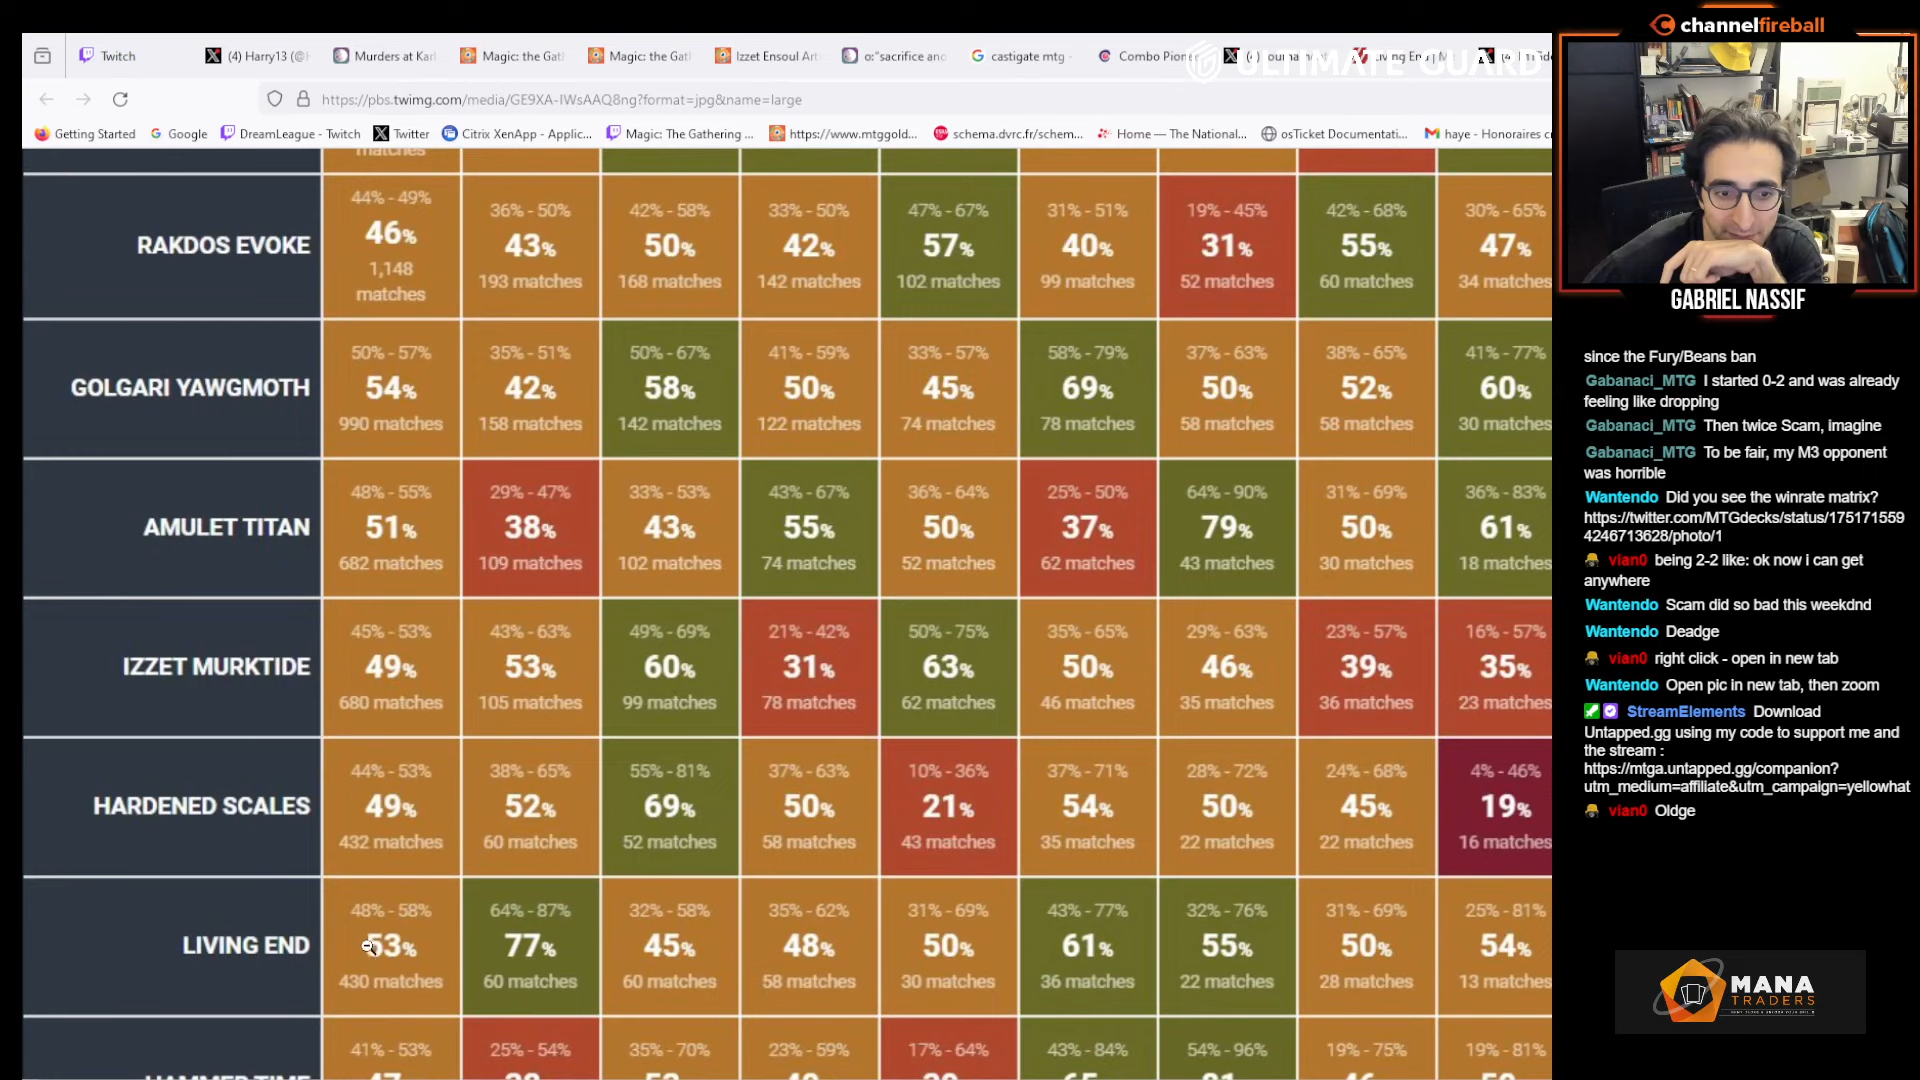 channelfireball
Twitch
(4) Harry13 (@H
Murders at Karl
Magic: the Gatl
Magic: the Gatl
Izzet Ensoul Art
o:"sacrifice and
castigate mtg -
Combo Pione
ULTIMATE GUARD
https://pbs.twimg.com/media/GE9XA-IWsAAQ8ng?format=jpg&name=large
Getting Started
Google
DreamLeague - Twitch
Twitter
Citrix XenApp - Applic...
Magic: The Gathering ...
https://www.mtggold...
schema.dvrc.fr/schem...
Home — The National...
osTicket Documentati...
haye - Honoraires c
matches
RAKDOS EVOKE
44% - 49% 36% - 50% 42% - 58% 33% - 50% 47% - 67% 31% - 51% 19% - 45% 42% - 68% 30% - 65%
46% 43% 50% 42% 57% 40% 31% 55% 47%
1,148 matches 193 matches 168 matches 142 matches 102 matches 99 matches 52 matches 60 matches 34 matches
GOLGARI YAWGMOTH
50% - 57% 35% - 51% 50% - 67% 41% - 59% 33% - 57% 58% - 79% 37% - 63% 38% - 65% 41% - 77%
54% 42% 58% 50% 45% 69% 50% 52% 60%
990 matches 158 matches 142 matches 122 matches 74 matches 78 matches 58 matches 58 matches 30 matches
AMULET TITAN
48% - 55% 29% - 47% 33% - 53% 43% - 67% 36% - 64% 25% - 50% 64% - 90% 31% - 69% 36% - 83%
51% 38% 43% 55% 50% 37% 79% 50% 61%
682 matches 109 matches 102 matches 74 matches 52 matches 62 matches 43 matches 30 matches 18 matches
IZZET MURKTIDE
45% - 53% 43% - 63% 49% - 69% 21% - 42% 50% - 75% 35% - 65% 29% - 63% 23% - 57% 16% - 57%
49% 53% 60% 31% 63% 50% 46% 39% 35%
680 matches 105 matches 99 matches 78 matches 62 matches 46 matches 35 matches 36 matches 23 matches
HARDENED SCALES
44% - 53% 38% - 65% 55% - 81% 37% - 63% 10% - 36% 37% - 71% 28% - 72% 24% - 68% 4% - 46%
49% 52% 69% 50% 21% 54% 50% 45% 19%
432 matches 60 matches 52 matches 58 matches 43 matches 35 matches 22 matches 22 matches 16 matches
LIVING END
48% - 58% 64% - 87% 32% - 58% 35% - 62% 31% - 69% 43% - 77% 32% - 76% 31% - 69% 25% - 81%
53% 77% 45% 48% 50% 61% 55% 50% 54%
430 matches 60 matches 60 matches 58 matches 30 matches 36 matches 22 matches 28 matches 13 matches
41% - 53% 25% - 54% 35% - 70% 23% - 59% 17% - 64% 43% - 84% 54% - 96% 19% - 75% 19% - 81%
GABRIEL NASSIF
since the Fury/Beans ban
Gabanaci_MTG I started 0-2 and was already
feeling like dropping
Gabanaci_MTG Then twice Scam, imagine
Gabanaci_MTG To be fair, my M3 opponent
was horrible
Wantendo Did you see the winrate matrix?
https://twitter.com/MTGdecks/status/175171559
4246713628/photo/1
vian0 being 2-2 like: ok now i can get
anywhere
Wantendo Scam did so bad this weekdnd
Wantendo Deadge
vian0 right click - open in new tab
Wantendo Open pic in new tab, then zoom
StreamElements Download
Untapped.gg using my code to support me and
the stream :
https://mtga.untapped.gg/companion?
utm_medium=affiliate&utm_campaign=yellowhat
vian0 Oldge
MANA
TRADERS